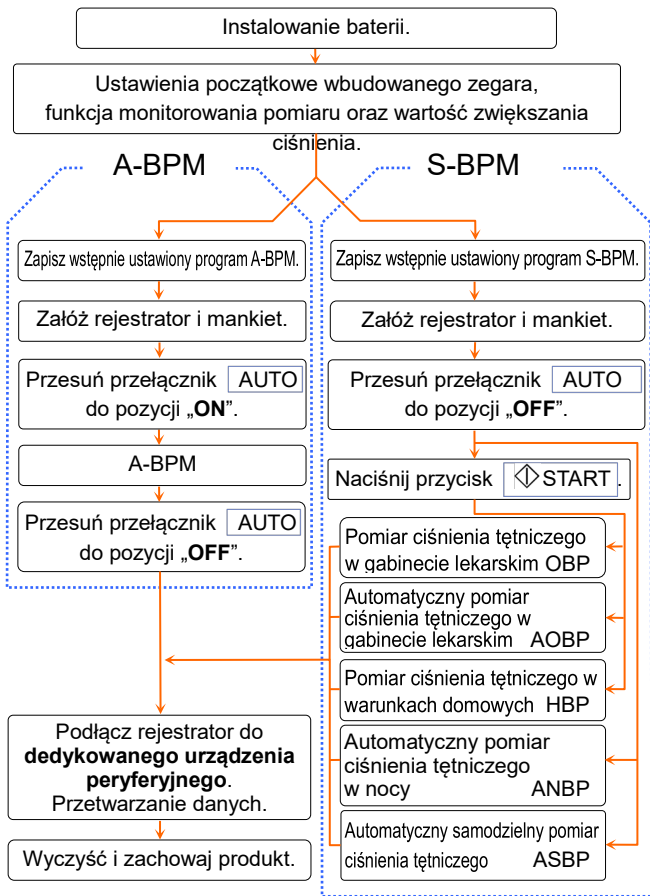 Instalowanie baterii.
Ustawienia początkowe wbudowanego zegara,
funkcja monitorowania pomiaru oraz wartość zwiększania
ciśnienia.
A-BPM
Zapisz wstępnie ustawiony program A-BPM.
Załóż rejestrator i mankiet.
Przesuń przełącznik AUTO
do pozycji „ON”.
A-BPM
Przesuń przełącznik AUTO
do pozycji „OFF”.
S-BPM
Zapisz wstępnie ustawiony program S-BPM.
Załóż rejestrator i mankiet.
Przesuń przełącznik AUTO
do pozycji „OFF”.
Naciśnij przycisk START.
Pomiar ciśnienia tętniczego
w gabinecie lekarskim OBP
Automatyczny pomiar
ciśnienia tętniczego w
gabinecie lekarskim AOBP
Pomiar ciśnienia tętniczego w
warunkach domowych HBP
Automatyczny pomiar
ciśnienia tętniczego
w nocy ANBP
Automatyczny samodzielny pomiar
ciśnienia tętniczego ASBP
Podłącz rejestrator do
dedykowanego urządzenia
peryferyjnego.
Przetwarzanie danych.
Wyczyść i zachowaj produkt.